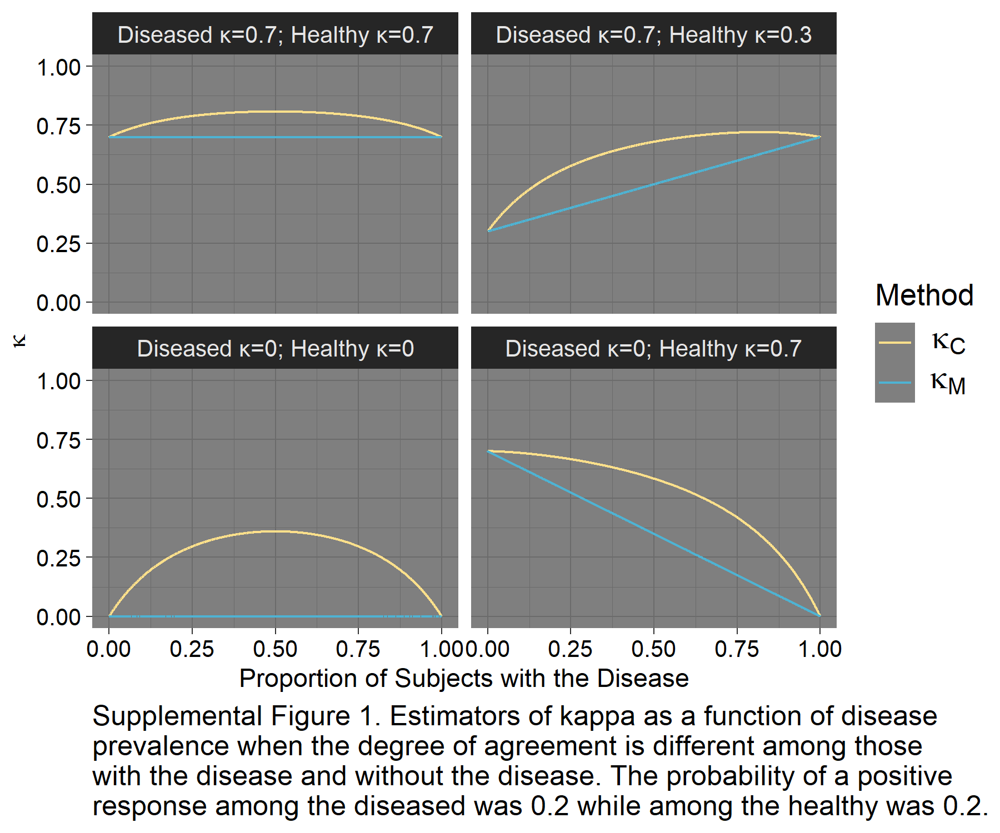 Diseased κ=0.7; Healthy κ=0.7
Diseased κ=0.7; Healthy κ=0.3
1.00
0.75
0.50
0.25
0.00
κ
Diseased κ=0; Healthy κ=0
Diseased κ=0; Healthy κ=0.7
1.00
0.75
0.50
0.25
0.00
0.00 0.25 0.50 0.75 1.00
0.00 0.25 0.50 0.75 1.00
Proportion of Subjects with the Disease
Method
κC
κM
Supplemental Figure 1. Estimators of kappa as a function of disease
prevalence when the degree of agreement is different among those
with the disease and without the disease. The probability of a positive
response among the diseased was 0.2 while among the healthy was 0.2.